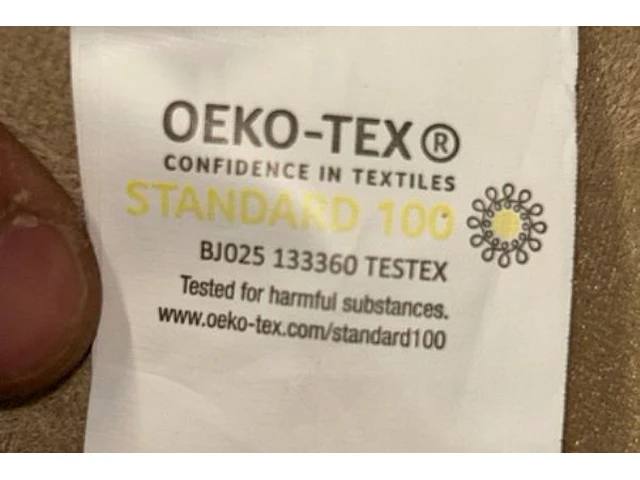 OEKO-TEX®
CONFIDENCE IN TEXTILES
STANDARD 100
BJ025 133360 TESTEX
Tested for harmful substances.
www.oeko-tex.com/standard100